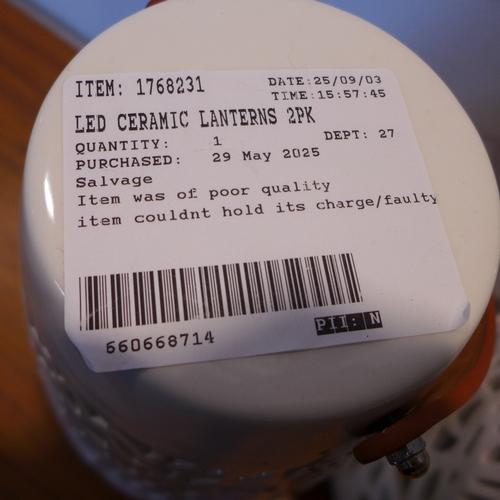 ITEM: 1768231
DATE:25/09/03
TIME:15:57:45
LED CERAMIC LANTERNS 2PK
QUANTITY: 1 DEPT: 27
PURCHASED: 29 May 2025
Salvage
Item was of poor quality
item couldnt hold its charge/faulty
660668714
PII: N